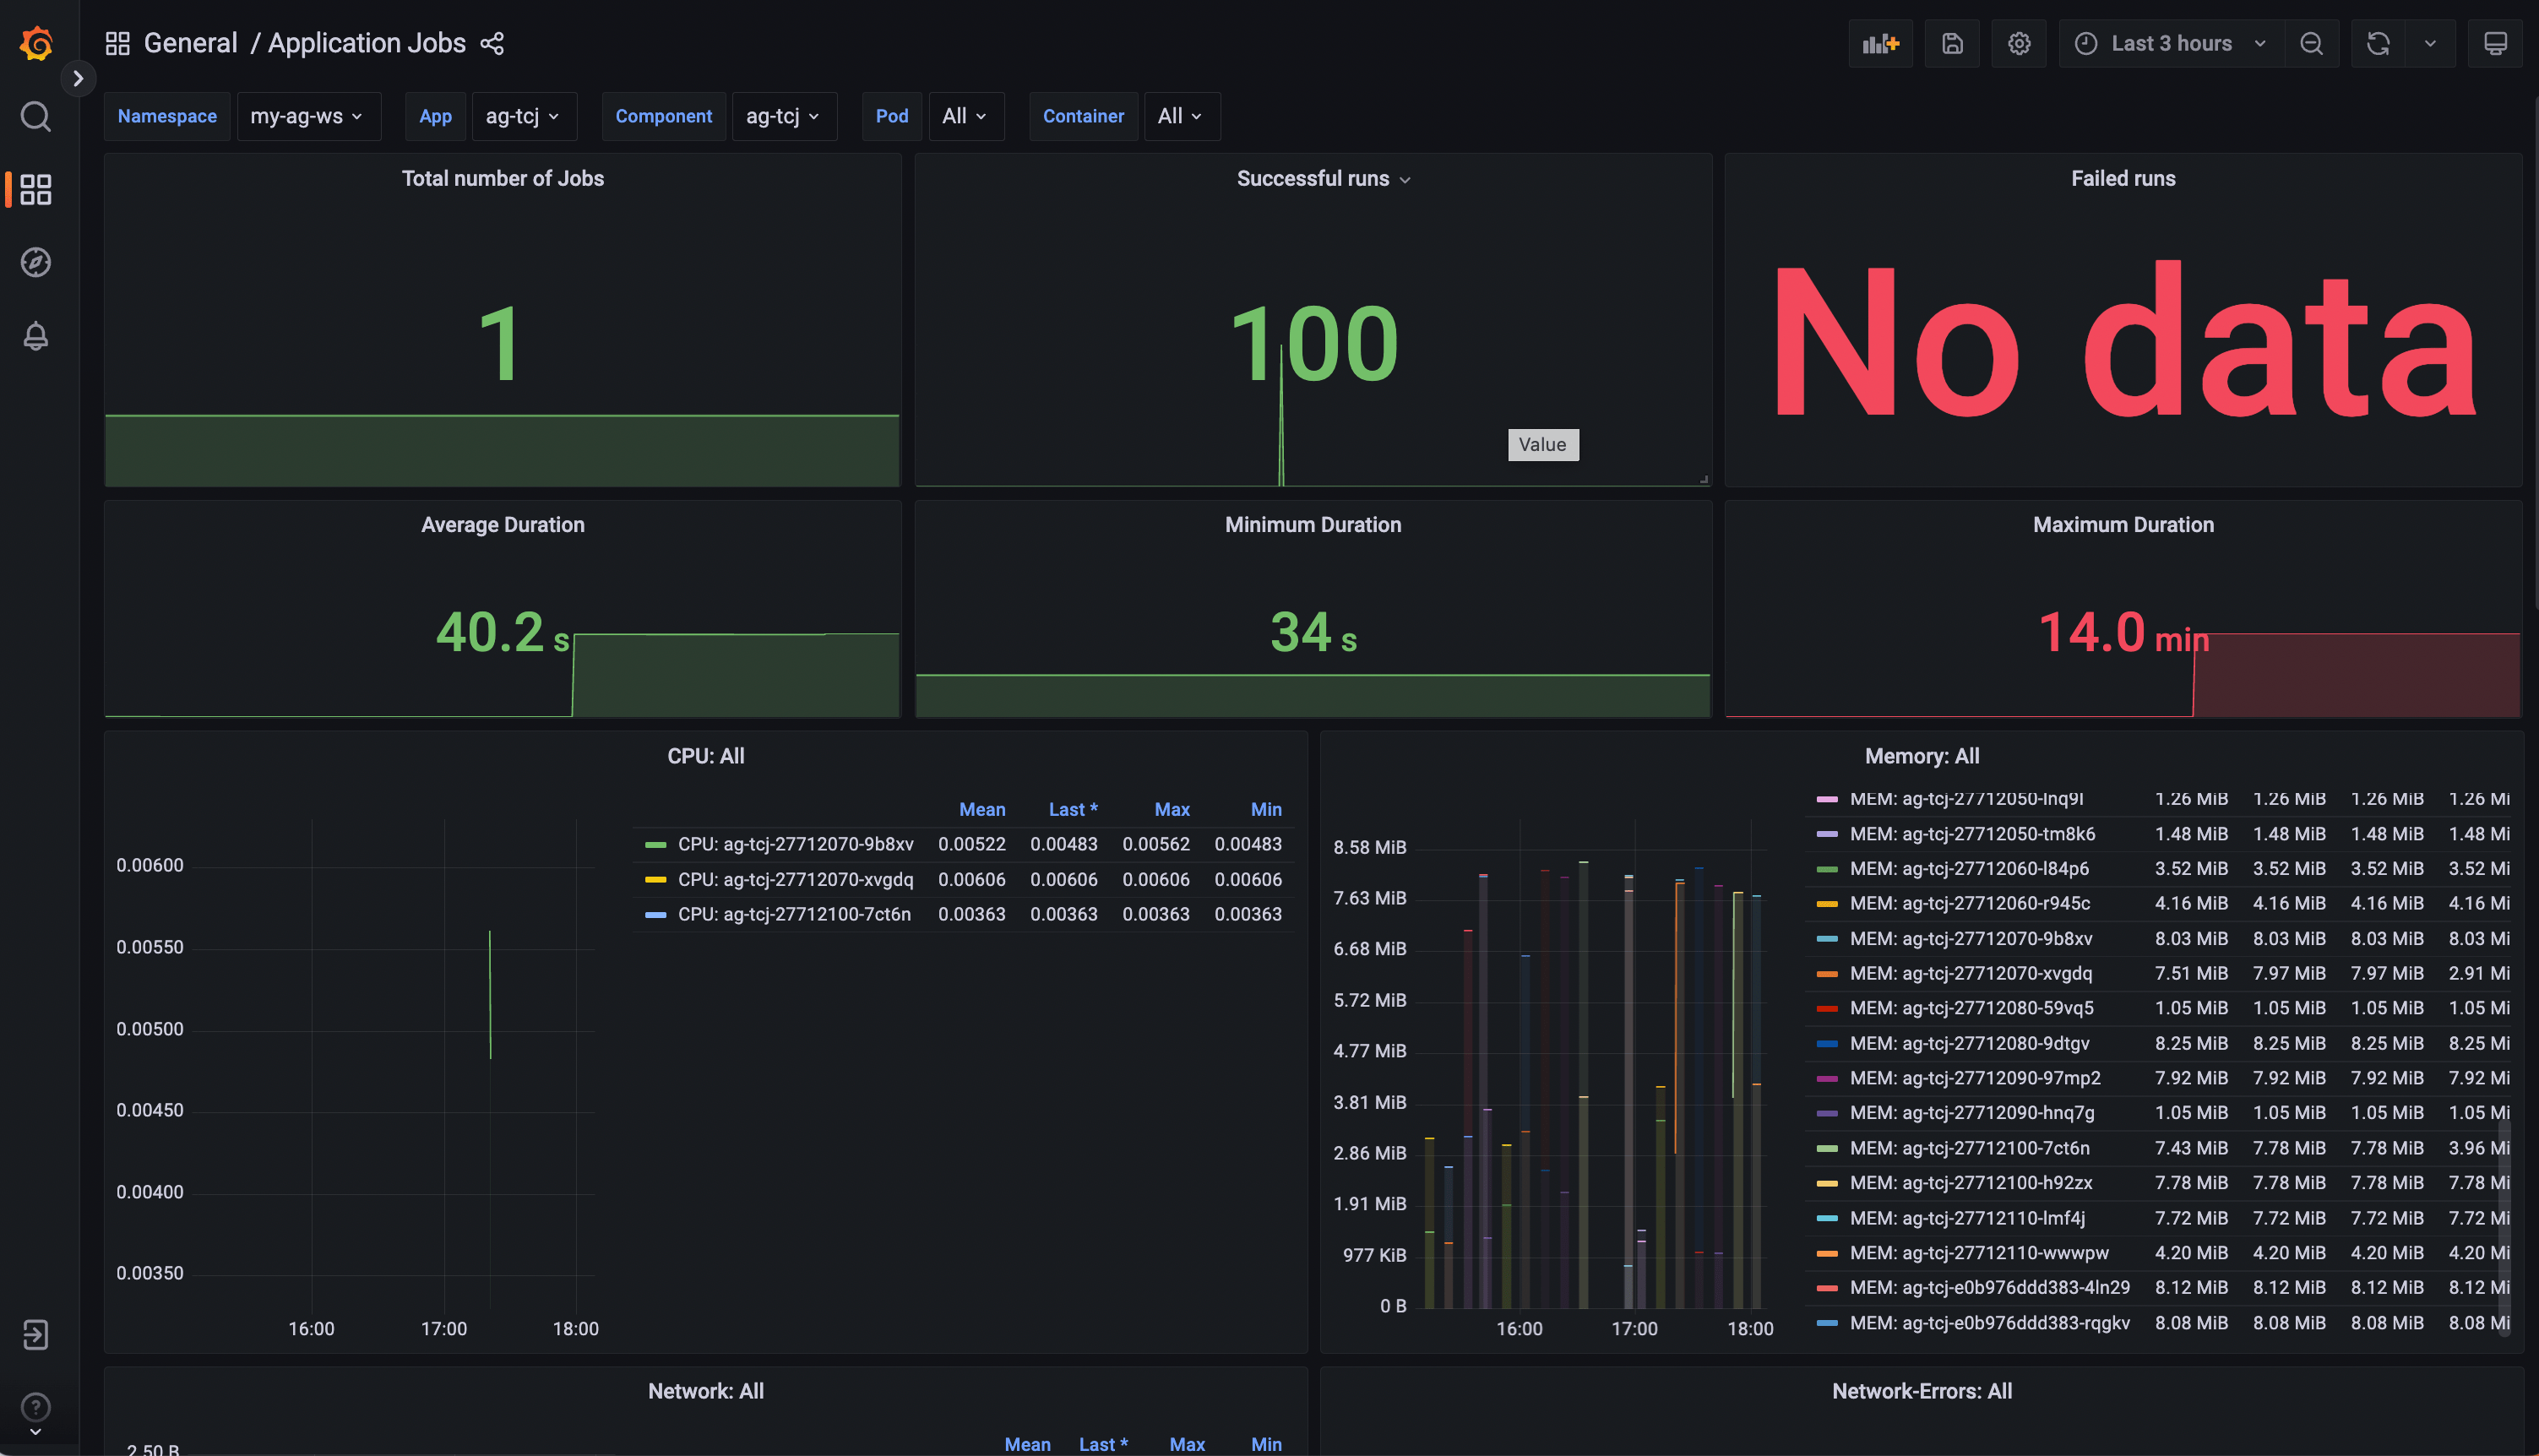 General / Application Jobs
Last 3 hours
Namespace my-ag-ws App ag-tcj Component ag-tcj Pod All Container All
Total number of Jobs
1
Successful runs
100
Value
Failed runs
No data
Average Duration
40.2 s
Minimum Duration
34 s
Maximum Duration
14.0 min
CPU: All
0.00600
0.00550
0.00500
0.00450
0.00400
0.00350
16:00 17:00 18:00
Mean Last * Max Min
CPU: ag-tcj-27712070-9b8xv 0.00522 0.00483 0.00562 0.00483
CPU: ag-tcj-27712070-xvgdq 0.00606 0.00606 0.00606 0.00606
CPU: ag-tcj-27712100-7ct6n 0.00363 0.00363 0.00363 0.00363
Memory: All
8.58 MiB
7.63 MiB
6.68 MiB
5.72 MiB
4.77 MiB
3.81 MiB
2.86 MiB
1.91 MiB
977 KiB
0 B
16:00 17:00 18:00
MEM: ag-tcj-27712050-lnq9l 1.26 MiB 1.26 MiB 1.26 MiB 1.26 Mi
MEM: ag-tcj-27712050-tm8k6 1.48 MiB 1.48 MiB 1.48 MiB 1.48 Mi
MEM: ag-tcj-27712060-l84p6 3.52 MiB 3.52 MiB 3.52 MiB 3.52 Mi
MEM: ag-tcj-27712060-r945c 4.16 MiB 4.16 MiB 4.16 MiB 4.16 Mi
MEM: ag-tcj-27712070-9b8xv 8.03 MiB 8.03 MiB 8.03 MiB 8.03 Mi
MEM: ag-tcj-27712070-xvgdq 7.51 MiB 7.97 MiB 7.97 MiB 2.91 Mi
MEM: ag-tcj-27712080-59vq5 1.05 MiB 1.05 MiB 1.05 MiB 1.05 Mi
MEM: ag-tcj-27712080-9dtgv 8.25 MiB 8.25 MiB 8.25 MiB 8.25 Mi
MEM: ag-tcj-27712090-97mp2 7.92 MiB 7.92 MiB 7.92 MiB 7.92 Mi
MEM: ag-tcj-27712090-hnq7g 1.05 MiB 1.05 MiB 1.05 MiB 1.05 Mi
MEM: ag-tcj-27712100-7ct6n 7.43 MiB 7.78 MiB 7.78 MiB 3.96 Mi
MEM: ag-tcj-27712100-h92zx 7.78 MiB 7.78 MiB 7.78 MiB 7.78 Mi
MEM: ag-tcj-27712110-lmf4j 7.72 MiB 7.72 MiB 7.72 MiB 7.72 Mi
MEM: ag-tcj-27712110-wwwpw 4.20 MiB 4.20 MiB 4.20 MiB 4.20 Mi
MEM: ag-tcj-e0b976ddd383-4ln29 8.12 MiB 8.12 MiB 8.12 MiB 8.12 Mi
MEM: ag-tcj-e0b976ddd383-rqgkv 8.08 MiB 8.08 MiB 8.08 MiB 8.08 Mi
Network: All
Mean Last * Max Min
2.50 B
Network-Errors: All